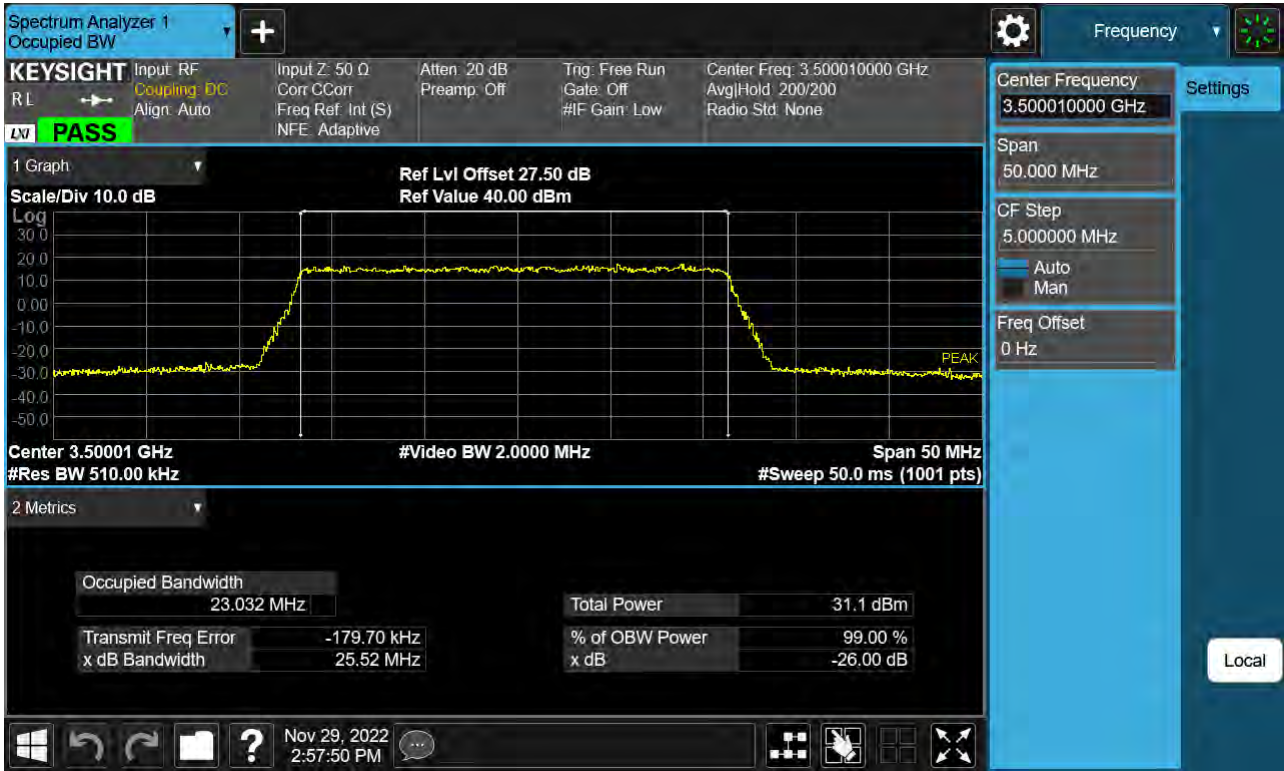 Spectrum Analyzer 1
Occupied BW
+
Frequency
KEYSIGHT
R L
LXI
PASS
Input: RF
Coupling: DC
Align: Auto
Input Z: 50 Ω
Corr CCorr
Freq Ref: Int (S)
NFE: Adaptive
Atten: 20 dB
Preamp: Off
Trig: Free Run
Gate: Off
#IF Gain: Low
Center Freq: 3.500010000 GHz
Avg|Hold: 200/200
Radio Std: None
Center Frequency
3.500010000 GHz
Settings
Span
50.000 MHz
CF Step
5.000000 MHz
Auto
Man
Freq Offset
0 Hz
Local
1 Graph
Scale/Div 10.0 dB
Ref Lvl Offset 27.50 dB
Ref Value 40.00 dBm
Log
30.0
20.0
10.0
0.00
-10.0
-20.0
-30.0
-40.0
-50.0
PEAK
Center 3.50001 GHz
#Video BW 2.0000 MHz
Span 50 MHz
#Res BW 510.00 kHz
#Sweep 50.0 ms (1001 pts)
2 Metrics
Occupied Bandwidth
23.032 MHz
Total Power 31.1 dBm
Transmit Freq Error -179.70 kHz
% of OBW Power 99.00 %
x dB Bandwidth 25.52 MHz
x dB -26.00 dB
?
Nov 29, 2022
2:57:50 PM